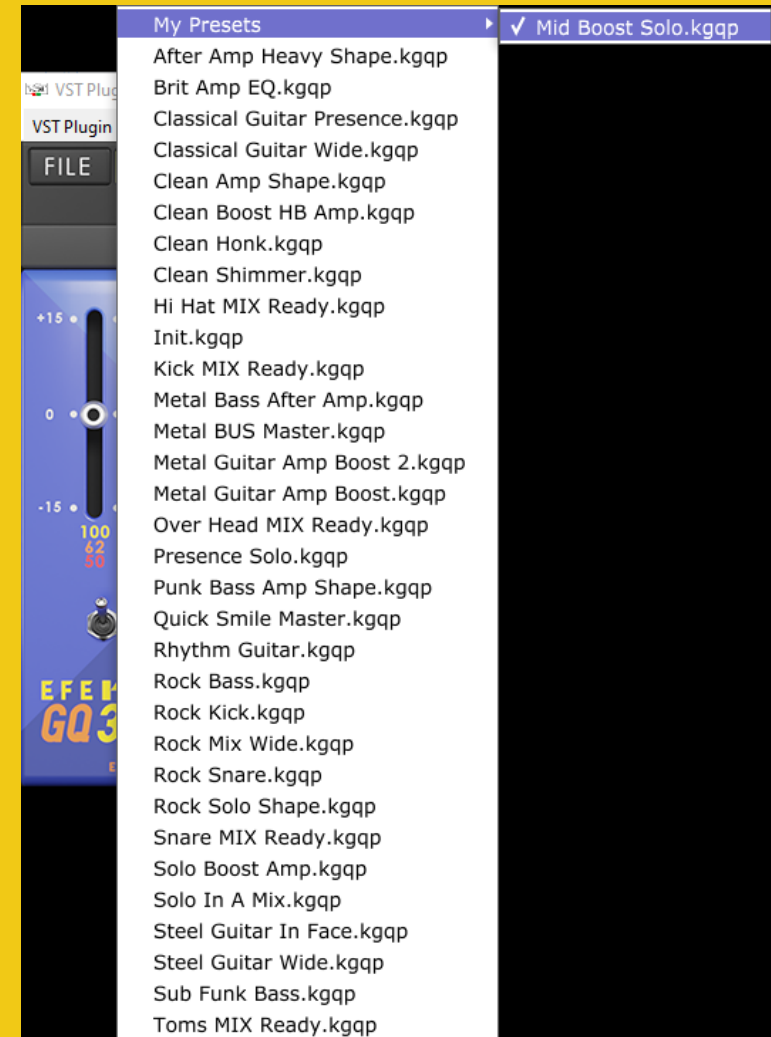 My Presets
Mid Boost Solo.kgqp
After Amp Heavy Shape.kgqp
Brit Amp EQ.kgqp
Classical Guitar Presence.kgqp
Classical Guitar Wide.kgqp
Clean Amp Shape.kgqp
Clean Boost HB Amp.kgqp
Clean Honk.kgqp
Clean Shimmer.kgqp
Hi Hat MIX Ready.kgqp
Init.kgqp
Kick MIX Ready.kgqp
Metal Bass After Amp.kgqp
Metal BUS Master.kgqp
Metal Guitar Amp Boost 2.kgqp
Metal Guitar Amp Boost.kgqp
Over Head MIX Ready.kgqp
Presence Solo.kgqp
Punk Bass Amp Shape.kgqp
Quick Smile Master.kgqp
Rhythm Guitar.kgqp
Rock Bass.kgqp
Rock Kick.kgqp
Rock Mix Wide.kgqp
Rock Snare.kgqp
Rock Solo Shape.kgqp
Snare MIX Ready.kgqp
Solo Boost Amp.kgqp
Solo In A Mix.kgqp
Steel Guitar In Face.kgqp
Steel Guitar Wide.kgqp
Sub Funk Bass.kgqp
Toms MIX Ready.kgqp
VST Plug
VST Plugin
FILE
+15
0
-15
100
62
50
EFE
GQ3